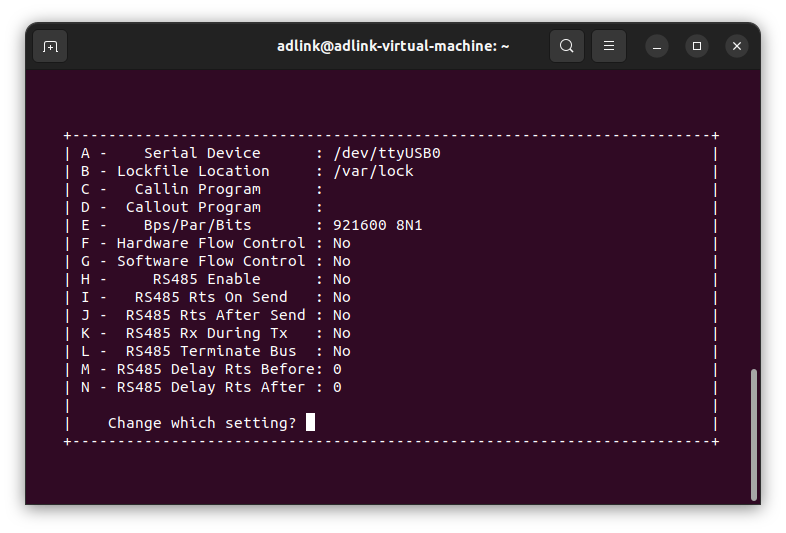 adlink@adlink-virtual-machine: ~
+-----------------------------------------------------------------------+
| A -    Serial Device      : /dev/ttyUSB0                              |
| B - Lockfile Location     : /var/lock                                 |
| C -   Callin Program      :                                           |
| D -  Callout Program      :                                           |
| E -    Bps/Par/Bits       : 921600 8N1                                |
| F - Hardware Flow Control : No                                        |
| G - Software Flow Control : No                                        |
| H -     RS485 Enable      : No                                        |
| I -   RS485 Rts On Send   : No                                        |
| J -  RS485 Rts After Send : No                                        |
| K -  RS485 Rx During Tx   : No                                        |
| L -  RS485 Terminate Bus  : No                                        |
| M - RS485 Delay Rts Before: 0                                         |
| N - RS485 Delay Rts After : 0                                         |
|                                                                       |
|    Change which setting?                                              |
+-----------------------------------------------------------------------+